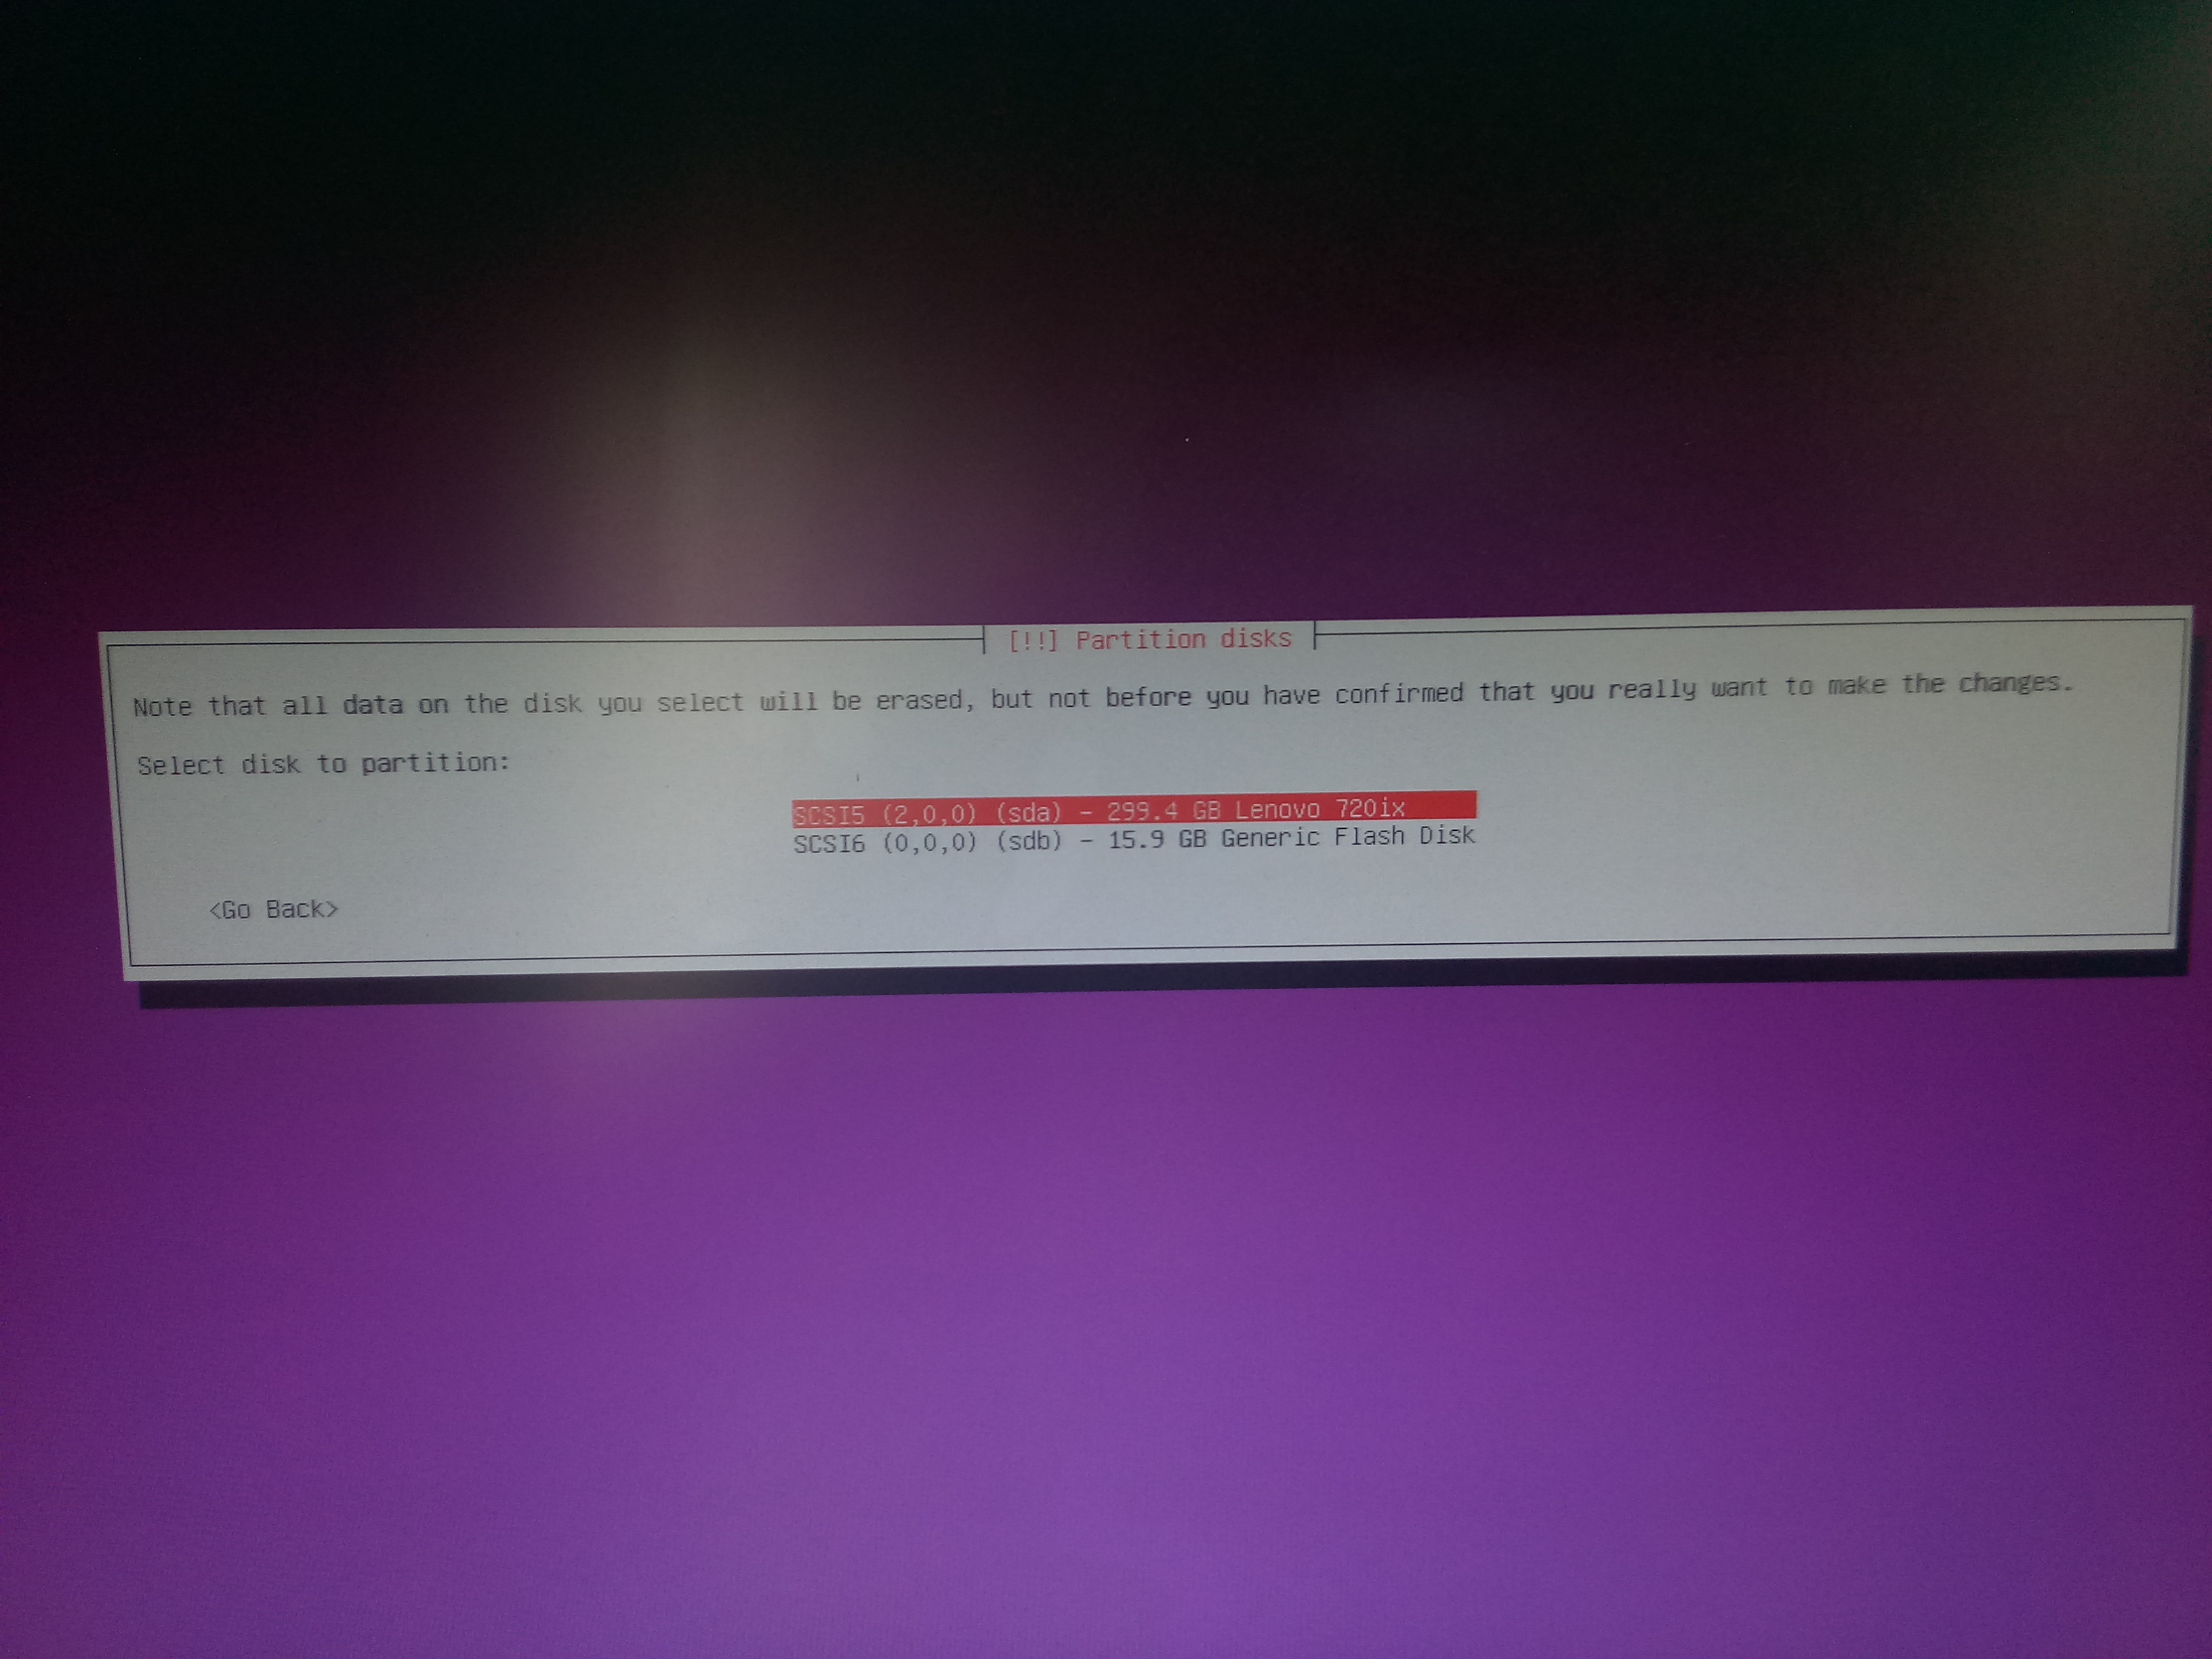 [!!] Partition disks
Note that all data on the disk you select will be erased, but not before you have confirmed that you really want to make the changes.
Select disk to partition:
SCSI5 (2,0,0) (sda) - 299.4 GB Lenovo 720ix
SCSI6 (0,0,0) (sdb) - 15.9 GB Generic Flash Disk
<Go Back>